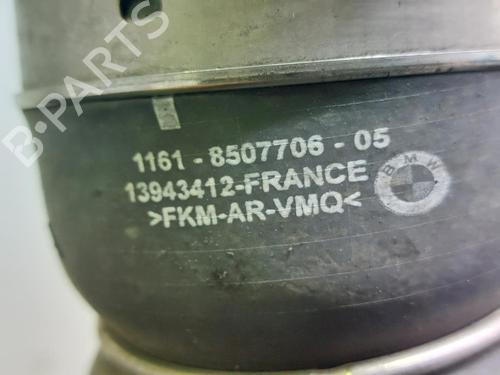 B-PARTS
1161 - 8507706 - 05
13943412-FRANCE
>FKM-AR-VMQ<
BMW